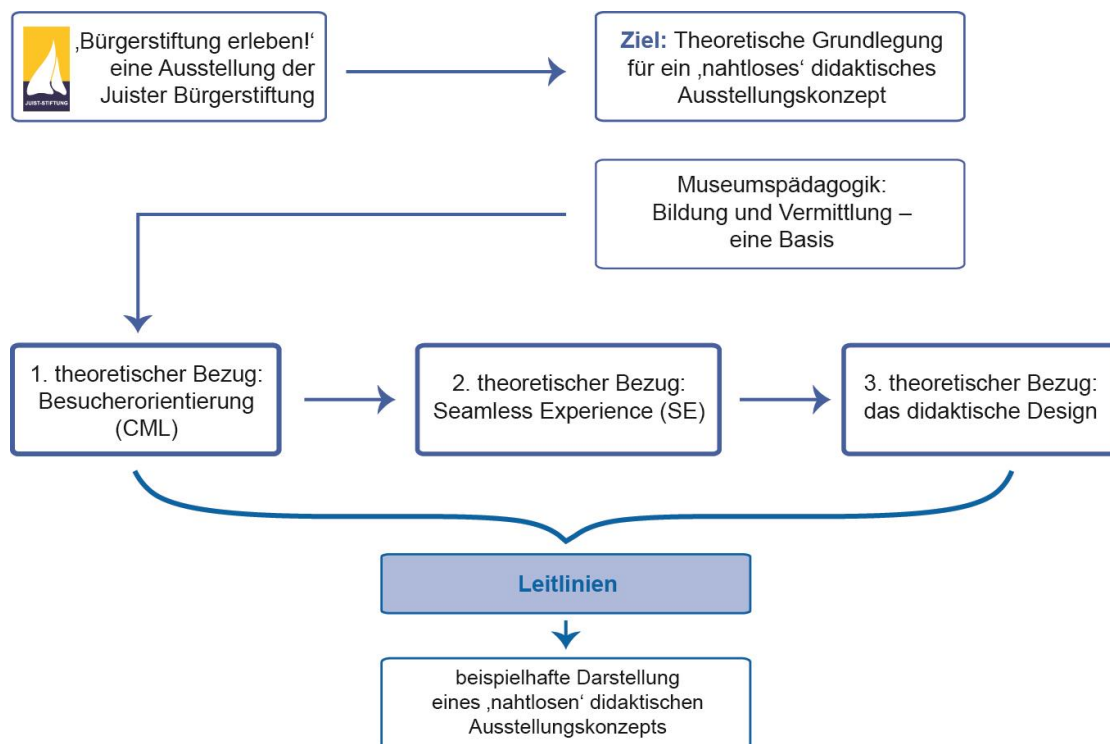 ‚Bürgerstiftung erleben!‘
eine Ausstellung der
Juister Bürgerstiftung
JUIST-STIFTUNG
Ziel: Theoretische Grundlegung
für ein ‚nahtloses‘ didaktisches
Ausstellungskonzept
Museumspädagogik:
Bildung und Vermittlung –
eine Basis
1. theoretischer Bezug:
Besucherorientierung
(CML)
2. theoretischer Bezug:
Seamless Experience (SE)
3. theoretischer Bezug:
das didaktische Design
Leitlinien
beispielhafte Darstellung
eines ‚nahtlosen‘ didaktischen
Ausstellungskonzepts